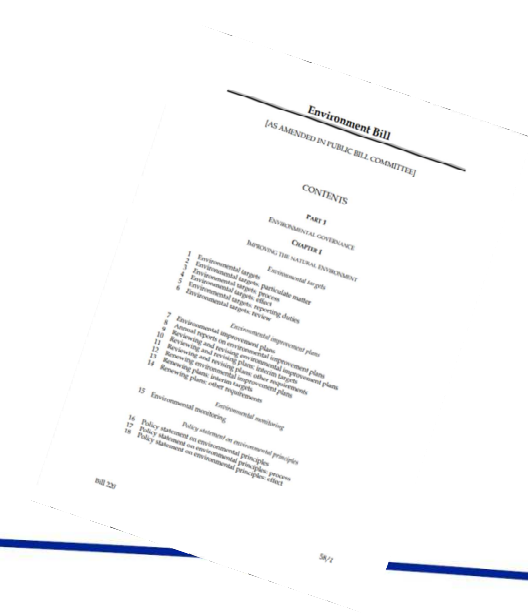 Environment Bill
[AS AMENDED IN PUBLIC BILL COMMITTEE]
CONTENTS
PART 1
ENVIRONMENTAL GOVERNANCE
CHAPTER 1
IMPROVING THE NATURAL ENVIRONMENT
Environmental targets
1 Environmental targets
2 Environmental targets: particulate matter
3 Environmental targets: process
4 Environmental targets: effect
5 Environmental targets: reporting duties
6 Environmental targets: review
Environmental improvement plans
7 Environmental improvement plans
8 Annual reports on environmental improvement plans
9 Reviewing and revising environmental improvement plans
10 Reviewing and revising plans: interim targets
11 Reviewing and revising plans: other requirements
12 Renewing environmental improvement plans
13 Renewing plans: interim targets
14 Renewing plans: other requirements
Environmental monitoring
15 Environmental monitoring
Policy statement on environmental principles
16 Policy statement on environmental principles
17 Policy statement on environmental principles: process
18 Policy statement on environmental principles: effect
Bill 220
58/2